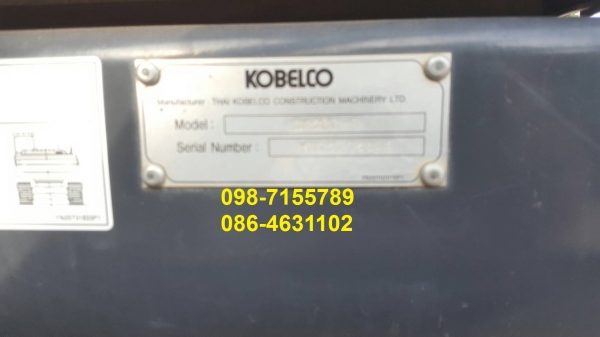 KOBELCO
Manufacturer THAI KOBELCO CONSTRUCTION MACHINERY LTD.
Model:
Serial Number:
098-7155789
086-4631102